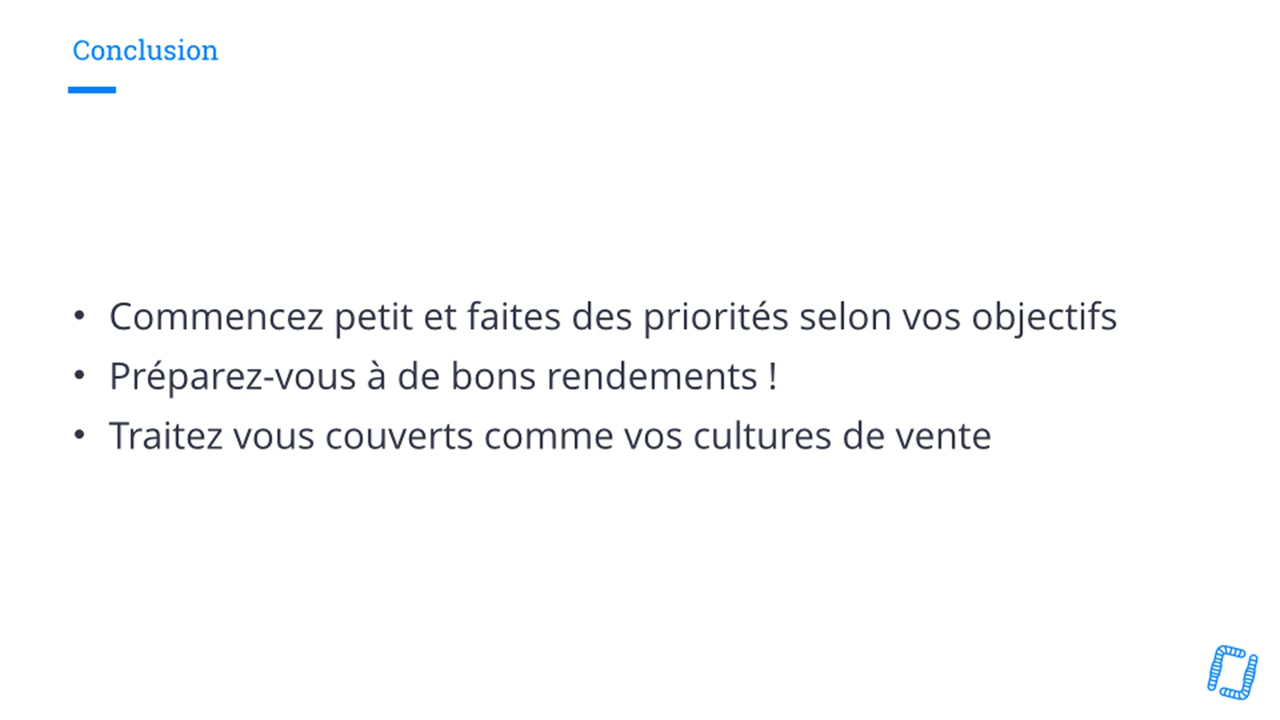 Conclusion
• Commencez petit et faites des priorités selon vos objectifs
• Préparez-vous à de bons rendements !
• Traitez vous couverts comme vos cultures de vente